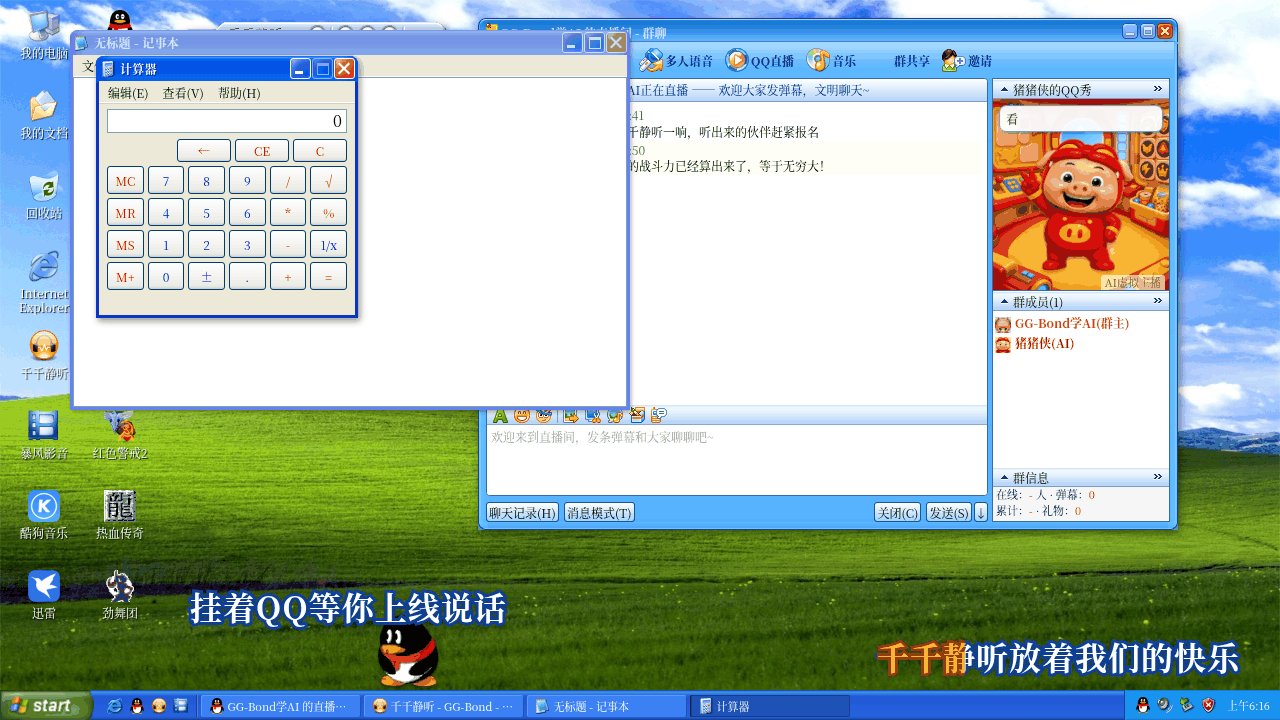 我的电脑
我的文档
回收站
Internet
Explorer
千千静听
暴风影音
红色警戒2
酷狗音乐
热血传奇
迅雷
劲舞团
无标题 - 记事本
文
计算器
编辑(E) 查看(V) 帮助(H)
0
← CE C
MC 7 8 9 / √
MR 4 5 6 * %
MS 1 2 3 - 1/x
M+ 0 ± . + =
- 群聊
多人语音 QQ直播 音乐 群共享 邀请
AI正在直播 —— 欢迎大家发弹幕，文明聊天~
:41
千静听一响，听出来的伙伴赶紧报名
:50
的战斗力已经算出来了，等于无穷大！
欢迎来到直播间，发条弹幕和大家聊聊吧~
聊天记录(H) 消息模式(T) 关闭(C) 发送(S) ↓
猪猪侠的QQ秀
看
AI虚拟主播
群成员(1)
GG-Bond学AI(群主)
猪猪侠(AI)
群信息
在线: - 人 · 弹幕: 0
累计: - · 礼物: 0
挂着QQ等你上线说话
千千静听放着我们的快乐
start
GG-Bond学AI 的直播…
千千静听 - GG-Bond - …
无标题 - 记事本
计算器
上午6:16